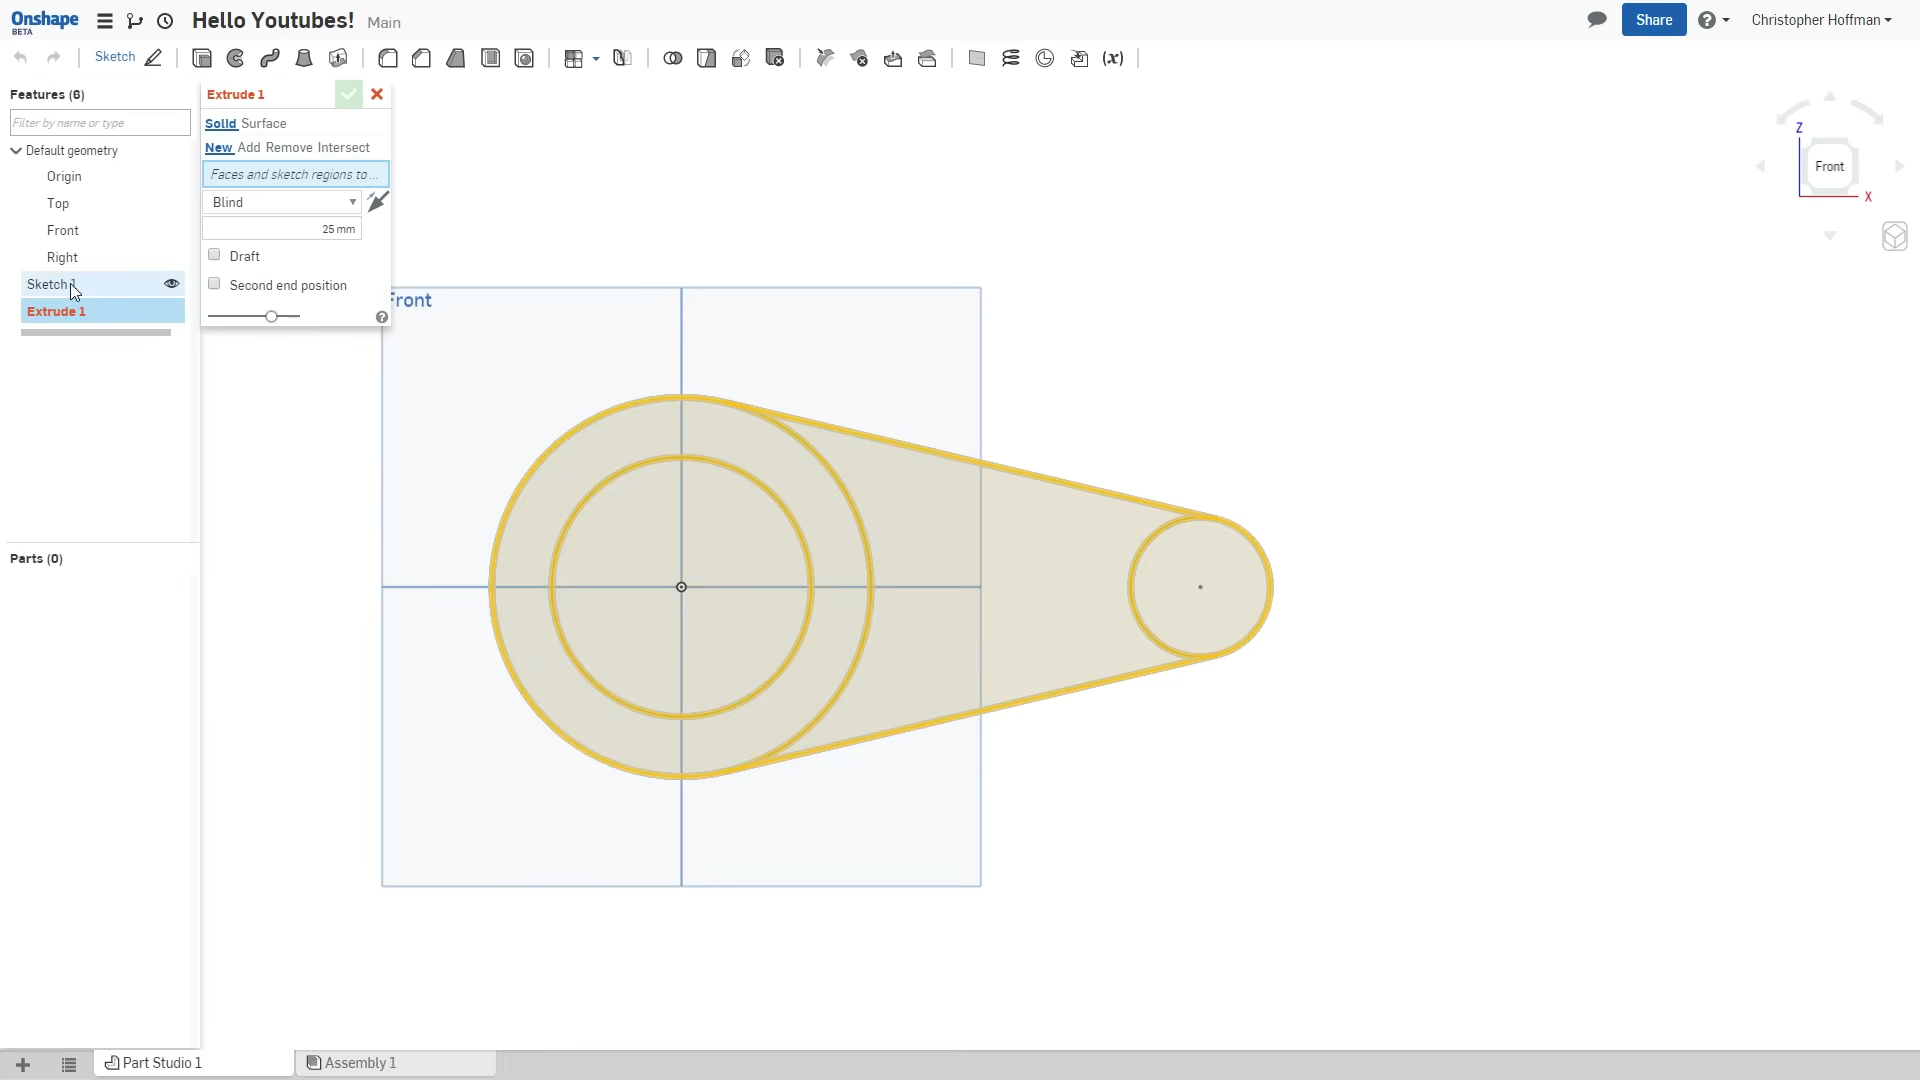 Onshape
BETA
Hello Youtubes! Main
Share
Christopher Hoffman
Sketch
(x)
Features (6)
Filter by name or type
Default geometry
Origin
Top
Front
Right
Sketch 1
Extrude 1
Extrude 1
Solid Surface
New Add Remove Intersect
Faces and sketch regions to ...
Blind
25 mm
Draft
Second end position
Front
Z
Front
X
Parts (0)
Part Studio 1
Assembly 1